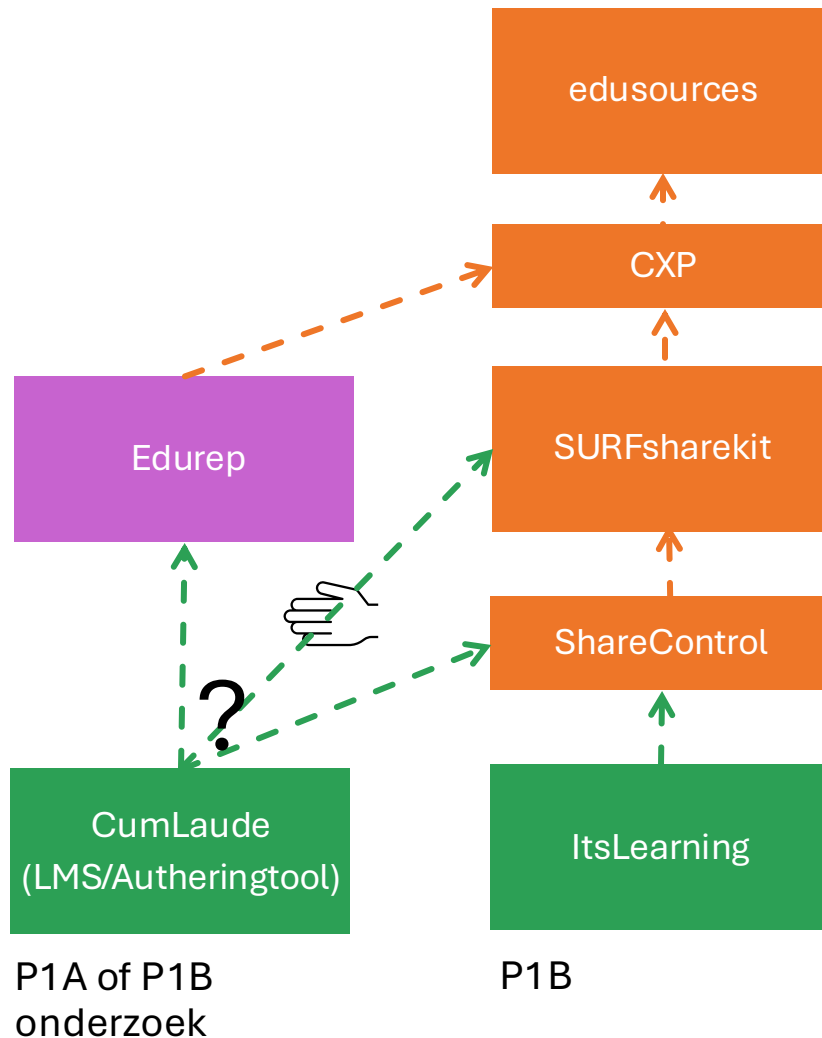 edusources
CXP
SURFsharekit
Edurep
ShareControl
?
CumLaude
(LMS/Autheringtool)
ItsLearning
P1A of P1B
onderzoek
P1B